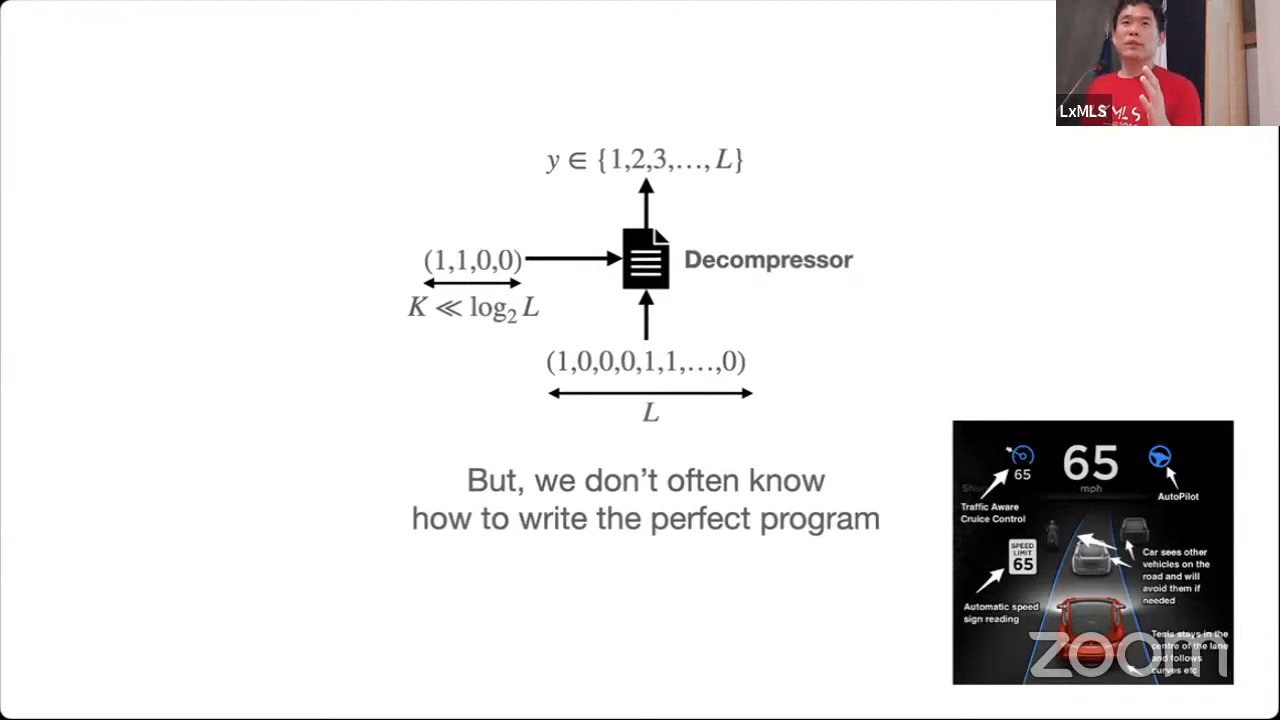 LxMLS
y ∈ {1,2,3,…, L}
(1,1,0,0)
Decompressor
K ≪ log₂ L
(1,0,0,0,1,1,…,0)
L
But, we don't often know
how to write the perfect program
65
mph
65
Traffic Aware
Cruice Control
AutoPilot
SPEED
LIMIT
65
Car sees other
vehicles on the
road and will
avoid them if
needed
Automatic speed
sign reading
Tesla stays in the
centre of the lane
and follows
curves etc
zoom